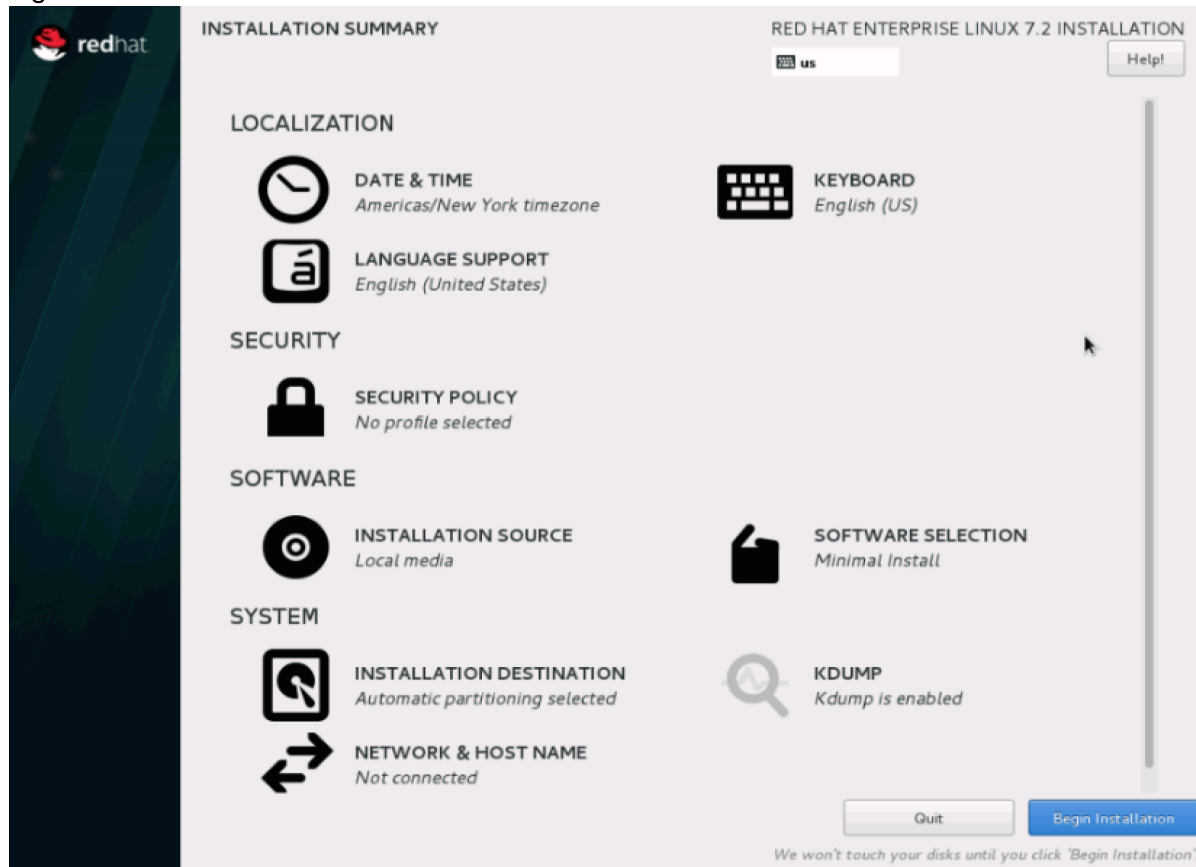 redhat
INSTALLATION SUMMARY
RED HAT ENTERPRISE LINUX 7.2 INSTALLATION
us
Help!
LOCALIZATION
DATE & TIME
Americas/New York timezone
KEYBOARD
English (US)
á
LANGUAGE SUPPORT
English (United States)
SECURITY
SECURITY POLICY
No profile selected
SOFTWARE
INSTALLATION SOURCE
Local media
SOFTWARE SELECTION
Minimal Install
SYSTEM
INSTALLATION DESTINATION
Automatic partitioning selected
KDUMP
Kdump is enabled
NETWORK & HOST NAME
Not connected
Quit
Begin Installation
We won't touch your disks until you click 'Begin Installation'